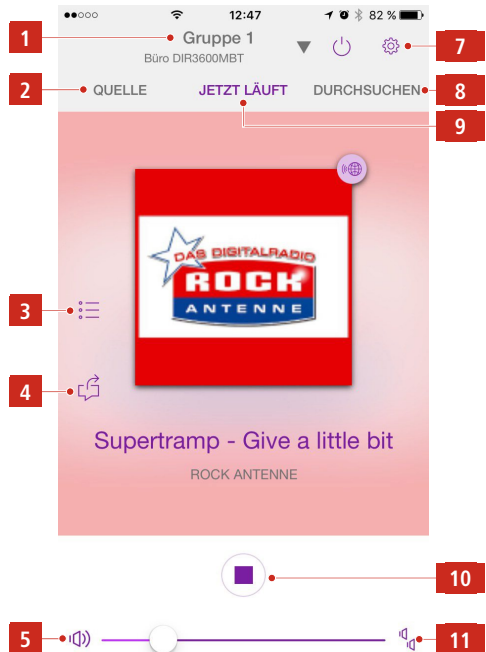 12:47
82 %
1
Gruppe 1
7
Büro DIR3600MBT
2
QUELLE
JETZT LÄUFT
DURCHSUCHEN
8
9
DAS DIGITALRADIO
ROCK
ANTENNE
3
4
Supertramp - Give a little bit
ROCK ANTENNE
10
5
11